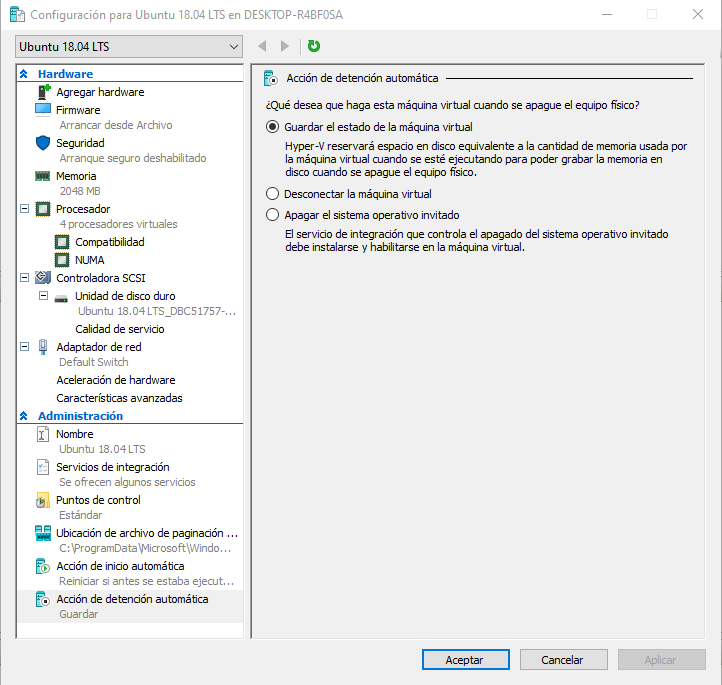 Configuración para Ubuntu 18.04 LTS en DESKTOP-R4BF0SA
Ubuntu 18.04 LTS
Hardware
Agregar hardware
Firmware
Arrancar desde Archivo
Seguridad
Arranque seguro deshabilitado
Memoria
2048 MB
Procesador
4 procesadores virtuales
Compatibilidad
NUMA
Controladora SCSI
Unidad de disco duro
Ubuntu 18.04 LTS_DBC51757-...
Calidad de servicio
Adaptador de red
Default Switch
Aceleración de hardware
Características avanzadas
Administración
Nombre
Ubuntu 18.04 LTS
Servicios de integración
Se ofrecen algunos servicios
Puntos de control
Estándar
Ubicación de archivo de paginación ...
C:\ProgramData\Microsoft\Windo...
Acción de inicio automática
Reiniciar si antes se estaba ejecut...
Acción de detención automática
Guardar
Acción de detención automática
¿Qué desea que haga esta máquina virtual cuando se apague el equipo físico?
Guardar el estado de la máquina virtual
Hyper-V reservará espacio en disco equivalente a la cantidad de memoria usada por
la máquina virtual cuando se esté ejecutando para poder grabar la memoria en
disco cuando se apague el equipo físico.
Desconectar la máquina virtual
Apagar el sistema operativo invitado
El servicio de integración que controla el apagado del sistema operativo invitado
debe instalarse y habilitarse en la máquina virtual.
Aceptar
Cancelar
Aplicar